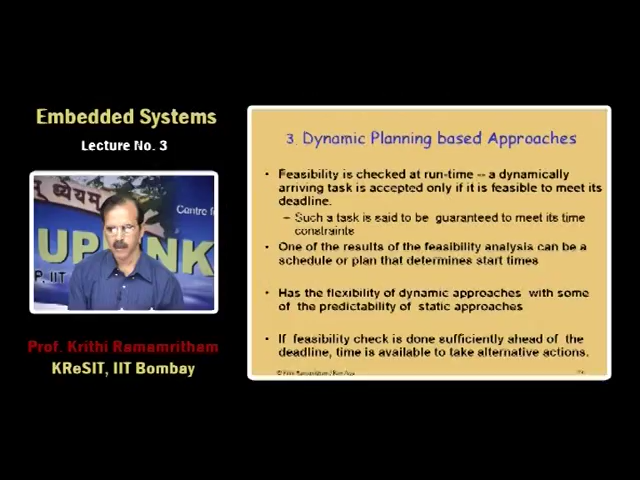 Embedded Systems
Lecture No. 3
ध्येयम्
Centre fo
UPLINK
P, IIT
Prof. Krithi Ramamritham
KReSIT, IIT Bombay
3. Dynamic Planning based Approaches
• Feasibility is checked at run-time -- a dynamically
arriving task is accepted only if it is feasible to meet its
deadline.
– Such a task is said to be guaranteed to meet its time
constraints
• One of the results of the feasibility analysis can be a
schedule or plan that determines start times
• Has the flexibility of dynamic approaches with some
of the predictability of static approaches
• If feasibility check is done sufficiently ahead of the
deadline, time is available to take alternative actions.